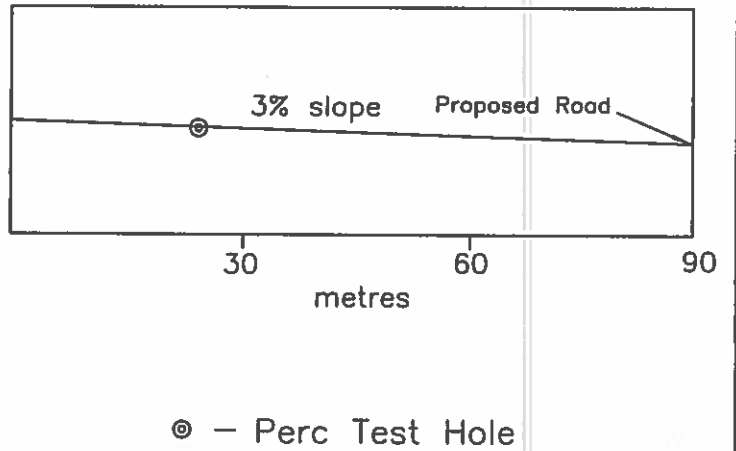 3% slope
Proposed Road
30
60
90
metres
◎ – Perc Test Hole